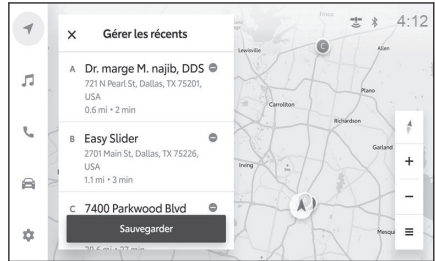 Frisco
4:12
× Gérer les récents
Lewisville
C
Allen
A Dr. marge M. najib, DDS
721 N Pearl St, Dallas, TX 75201,
USA
0.6 mi • 2 min
Plano
Carrollton
Richardson
B Easy Slider
2701 Main St, Dallas, TX 75226,
USA
1.1 mi • 3 min
Garland
Irving
+
−
C 7400 Parkwood Blvd
A
Sauvegarder
Mesqui